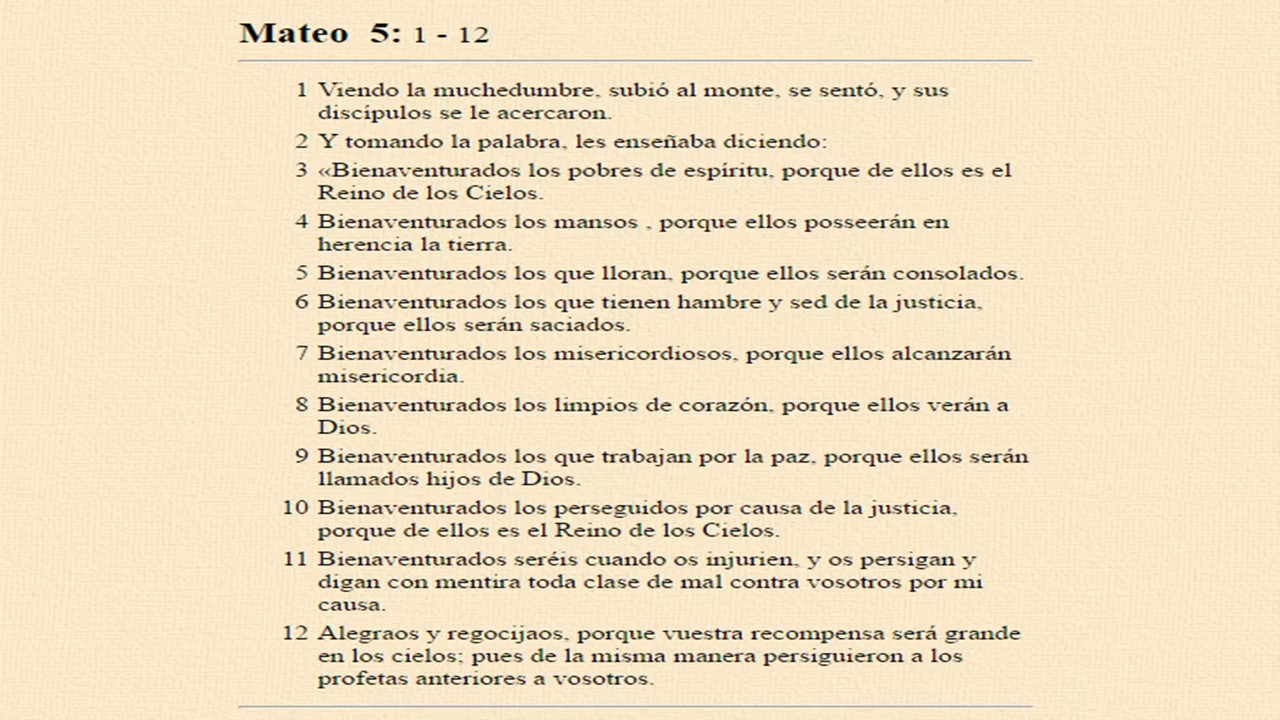 Mateo 5: 1 - 12
1 Viendo la muchedumbre, subió al monte, se sentó, y sus
discípulos se le acercaron.
2 Y tomando la palabra, les enseñaba diciendo:
3 «Bienaventurados los pobres de espíritu, porque de ellos es el
Reino de los Cielos.
4 Bienaventurados los mansos , porque ellos posseerán en
herencia la tierra.
5 Bienaventurados los que lloran, porque ellos serán consolados.
6 Bienaventurados los que tienen hambre y sed de la justicia,
porque ellos serán saciados.
7 Bienaventurados los misericordiosos, porque ellos alcanzarán
misericordia.
8 Bienaventurados los limpios de corazón, porque ellos verán a
Dios.
9 Bienaventurados los que trabajan por la paz, porque ellos serán
llamados hijos de Dios.
10 Bienaventurados los perseguidos por causa de la justicia,
porque de ellos es el Reino de los Cielos.
11 Bienaventurados seréis cuando os injurien, y os persigan y
digan con mentira toda clase de mal contra vosotros por mi
causa.
12 Alegraos y regocijaos, porque vuestra recompensa será grande
en los cielos; pues de la misma manera persiguieron a los
profetas anteriores a vosotros.